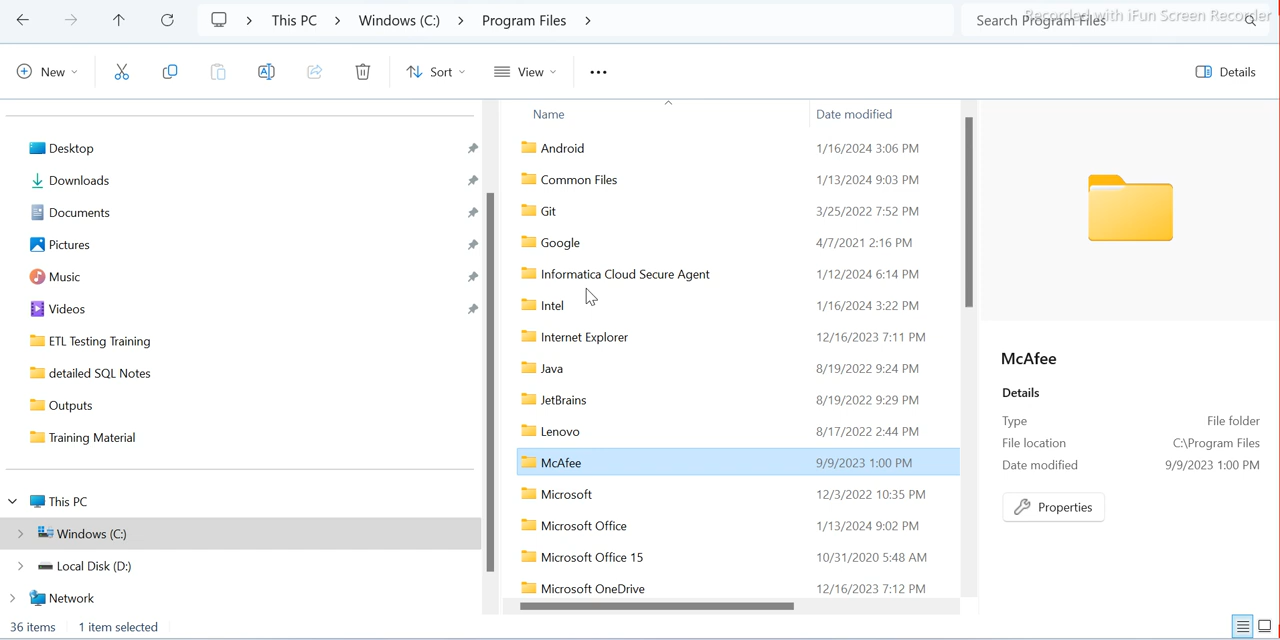 This PC > Windows (C:) > Program Files >
Search Program Files
Recorded with iFun Screen Recorder
New
Sort
View
Details
Desktop
Downloads
Documents
Pictures
Music
Videos
ETL Testing Training
detailed SQL Notes
Outputs
Training Material
This PC
Windows (C:)
Local Disk (D:)
Network
Name Date modified
Android 1/16/2024 3:06 PM
Common Files 1/13/2024 9:03 PM
Git 3/25/2022 7:52 PM
Google 4/7/2021 2:16 PM
Informatica Cloud Secure Agent 1/12/2024 6:14 PM
Intel 1/16/2024 3:22 PM
Internet Explorer 12/16/2023 7:11 PM
Java 8/19/2022 9:24 PM
JetBrains 8/19/2022 9:29 PM
Lenovo 8/17/2022 2:44 PM
McAfee 9/9/2023 1:00 PM
Microsoft 12/3/2022 10:35 PM
Microsoft Office 1/13/2024 9:02 PM
Microsoft Office 15 10/31/2020 5:48 AM
Microsoft OneDrive 12/16/2023 7:12 PM
McAfee
Details
Type File folder
File location C:\Program Files
Date modified 9/9/2023 1:00 PM
Properties
36 items 1 item selected